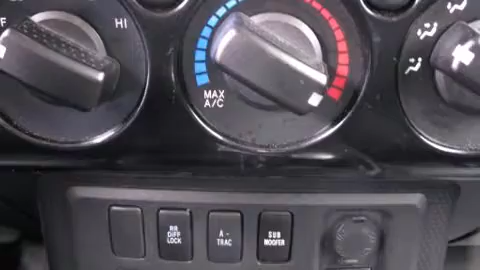 F
HI
MAX
A/C
RR
DIFF
LOCK
A -
TRAC
SUB
WOOFER